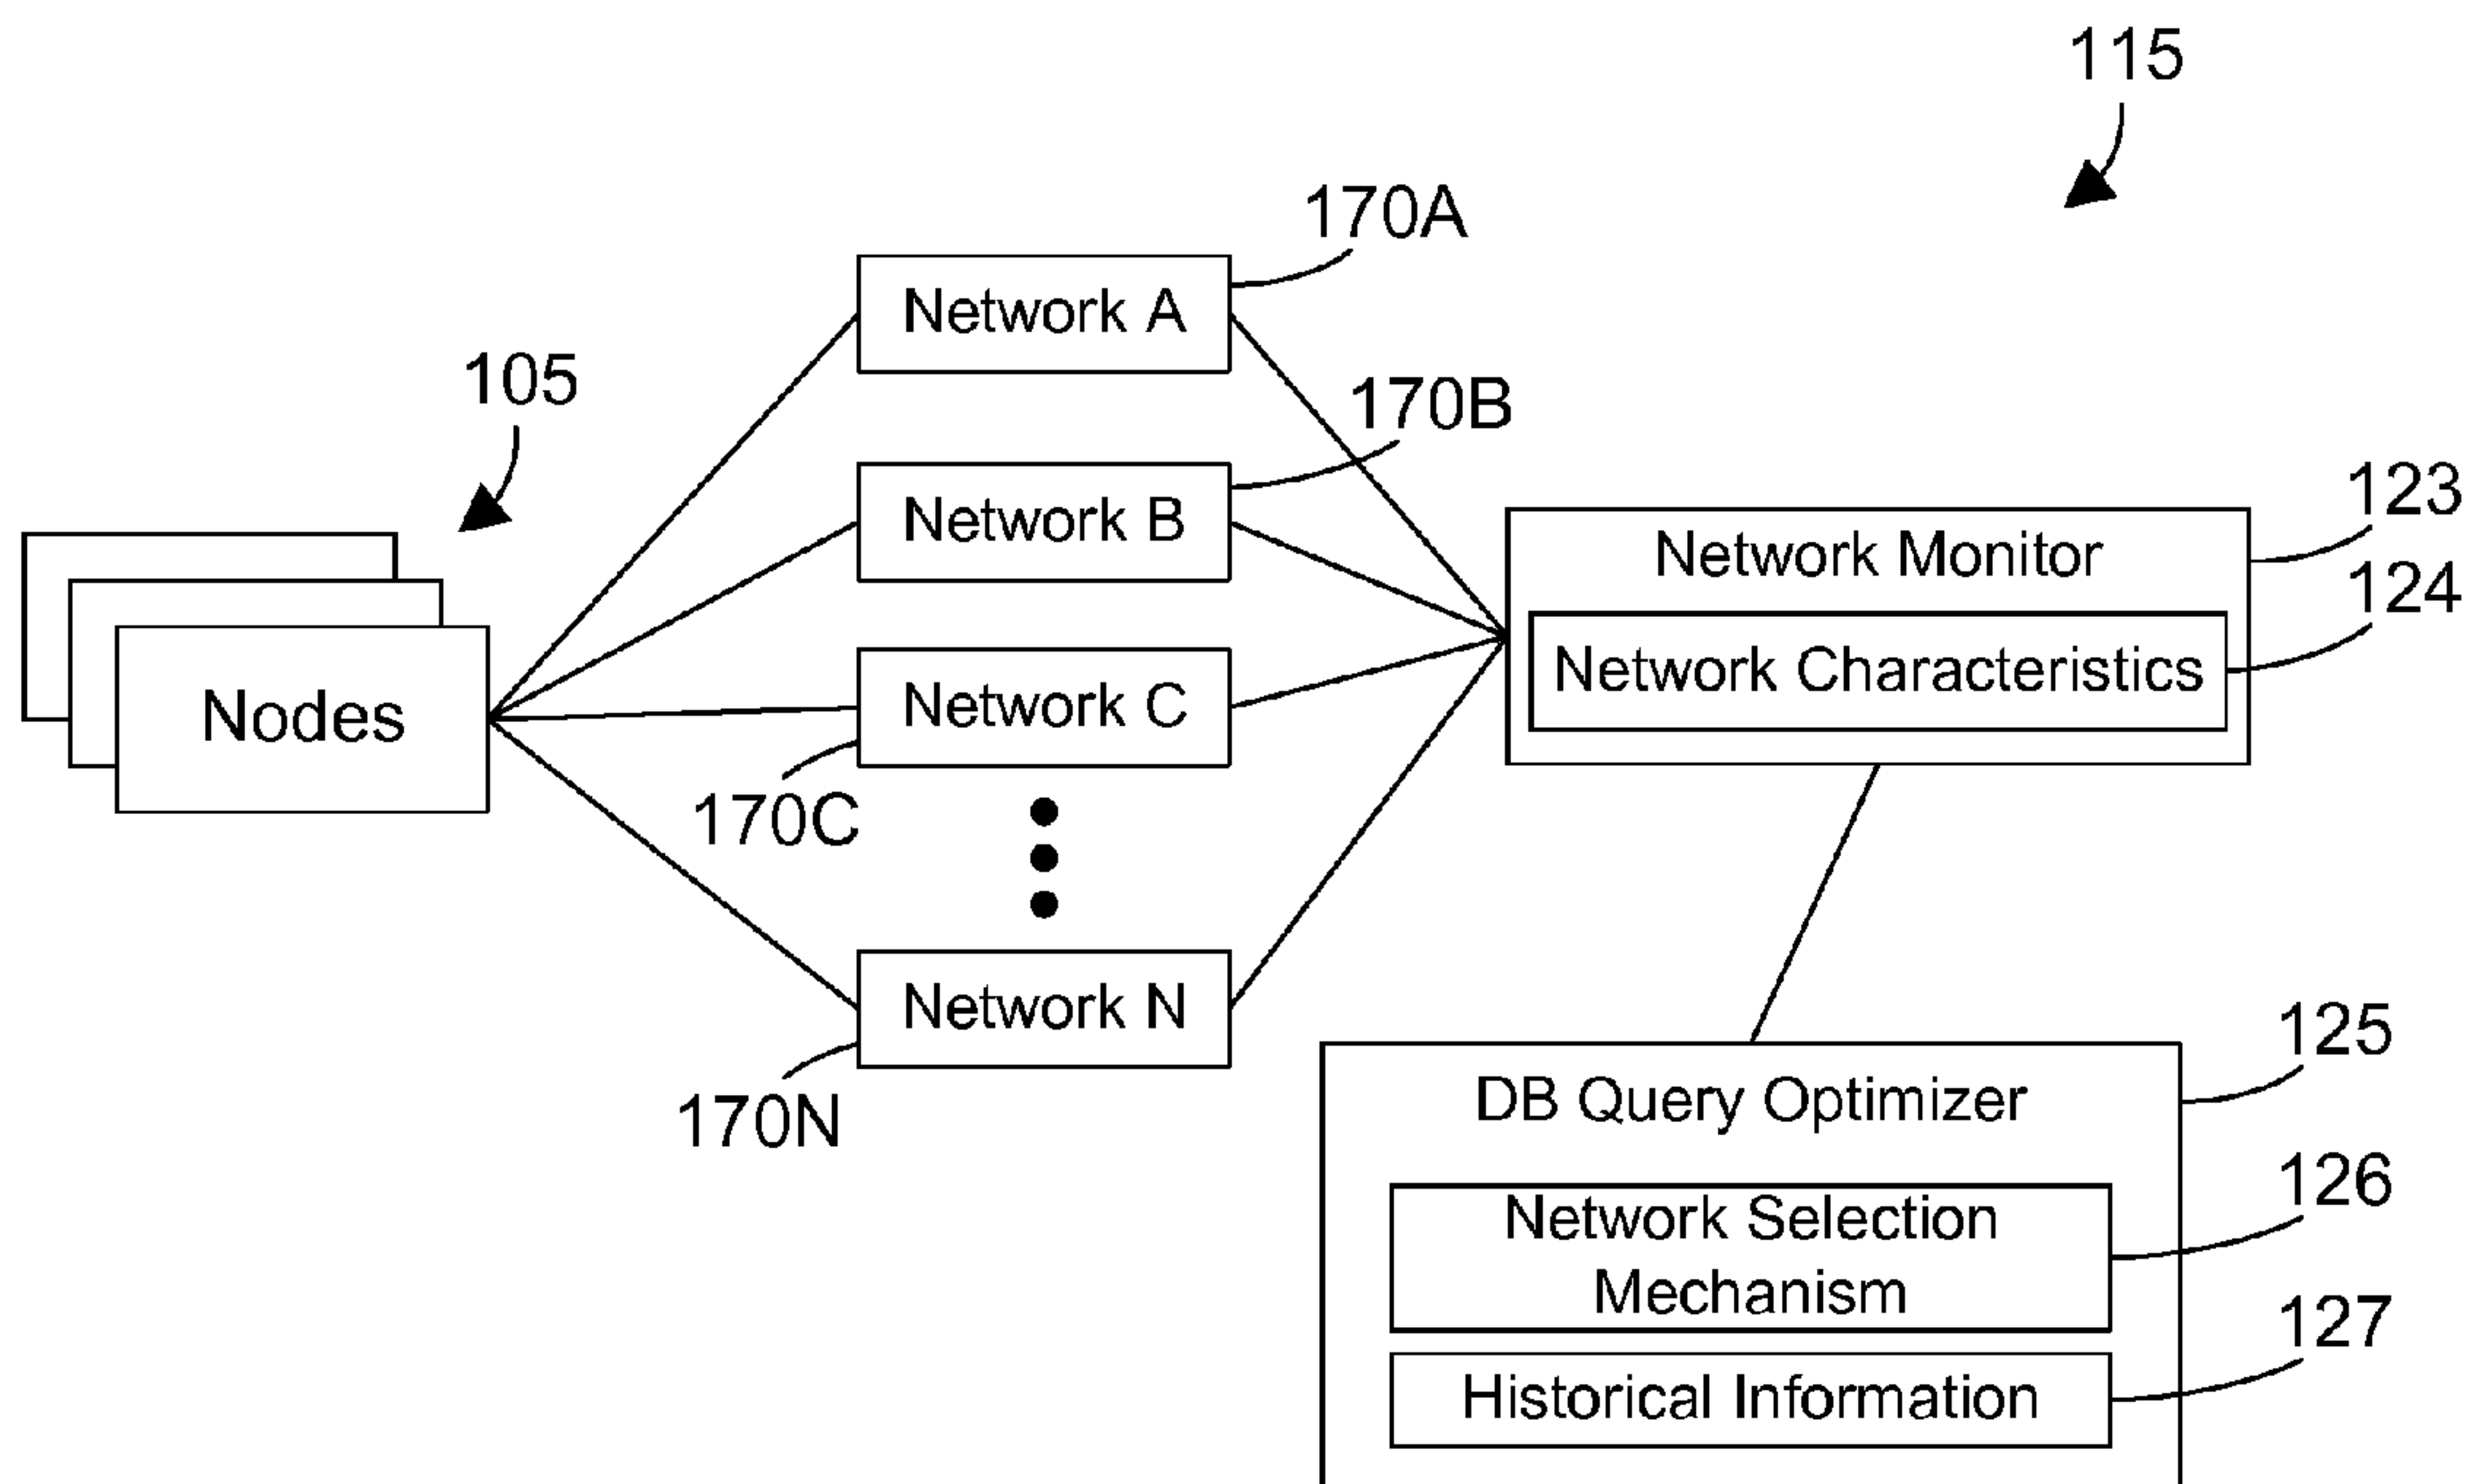 115
170A
Network A
105
170B
Network B
123
Network Monitor
124
Network Characteristics
Network C
Nodes
170C
Network N
170N
125
DB Query Optimizer
126
Network Selection
Mechanism
127
Historical Information